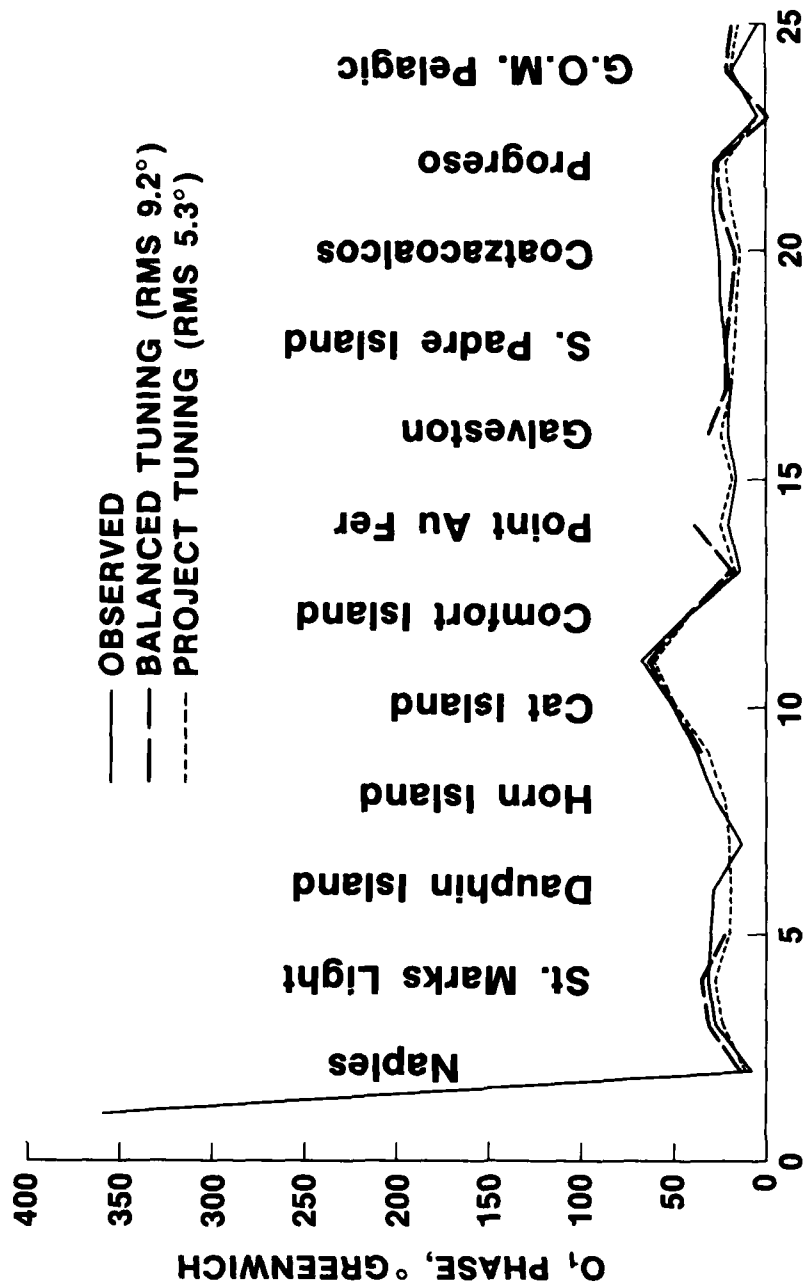 O₁ PHASE, °GREENWICH
400
350
300
250
200
150
100
50
0
OBSERVED
BALANCED TUNING (RMS 9.2°)
PROJECT TUNING (RMS 5.3°)
Naples
St. Marks Light
Dauphin Island
Horn Island
Cat Island
Comfort Island
Point Au Fer
Galveston
S. Padre Island
Coatzacoalcos
Progreso
G.O.M. Pelagic
0
5
10
15
20
25